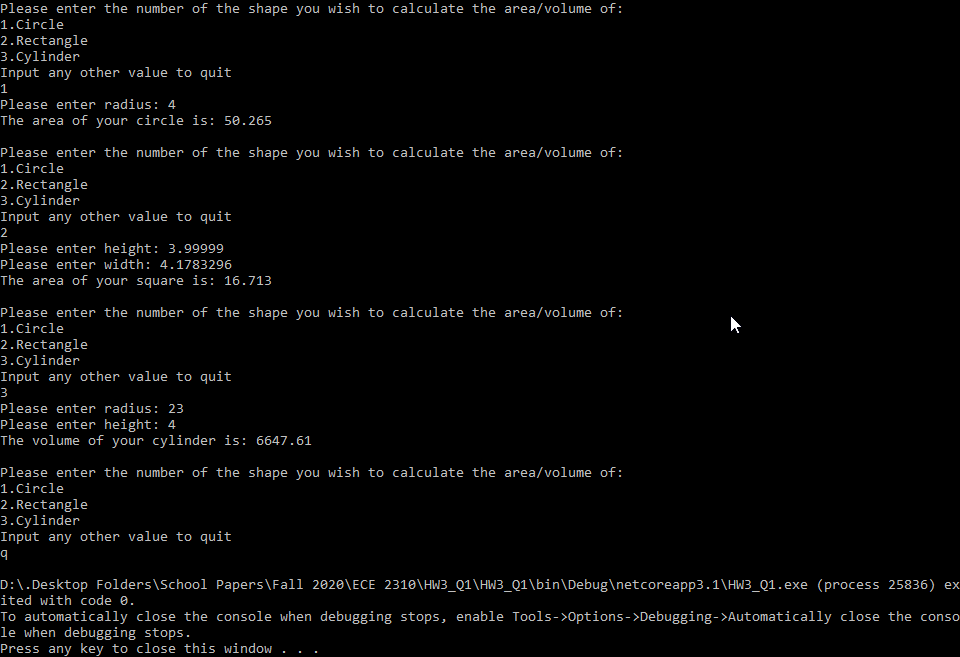 Please enter the number of the shape you wish to calculate the area/volume of:
1.Circle
2.Rectangle
3.Cylinder
Input any other value to quit
1
Please enter radius: 4
The area of your circle is: 50.265
Please enter the number of the shape you wish to calculate the area/volume of:
1.Circle
2.Rectangle
3.Cylinder
Input any other value to quit
2
Please enter height: 3.99999
Please enter width: 4.1783296
The area of your square is: 16.713
Please enter the number of the shape you wish to calculate the area/volume of:
1.Circle
2.Rectangle
3.Cylinder
Input any other value to quit
3
Please enter radius: 23
Please enter height: 4
The volume of your cylinder is: 6647.61
Please enter the number of the shape you wish to calculate the area/volume of:
1.Circle
2.Rectangle
3.Cylinder
Input any other value to quit
q
D:\.Desktop Folders\School Papers\Fall 2020\ECE 2310\HW3_Q1\HW3_Q1\bin\Debug\netcoreapp3.1\HW3_Q1.exe (process 25836) ex
ited with code 0.
To automatically close the console when debugging stops, enable Tools->Options->Debugging->Automatically close the conso
le when debugging stops.
Press any key to close this window . . .